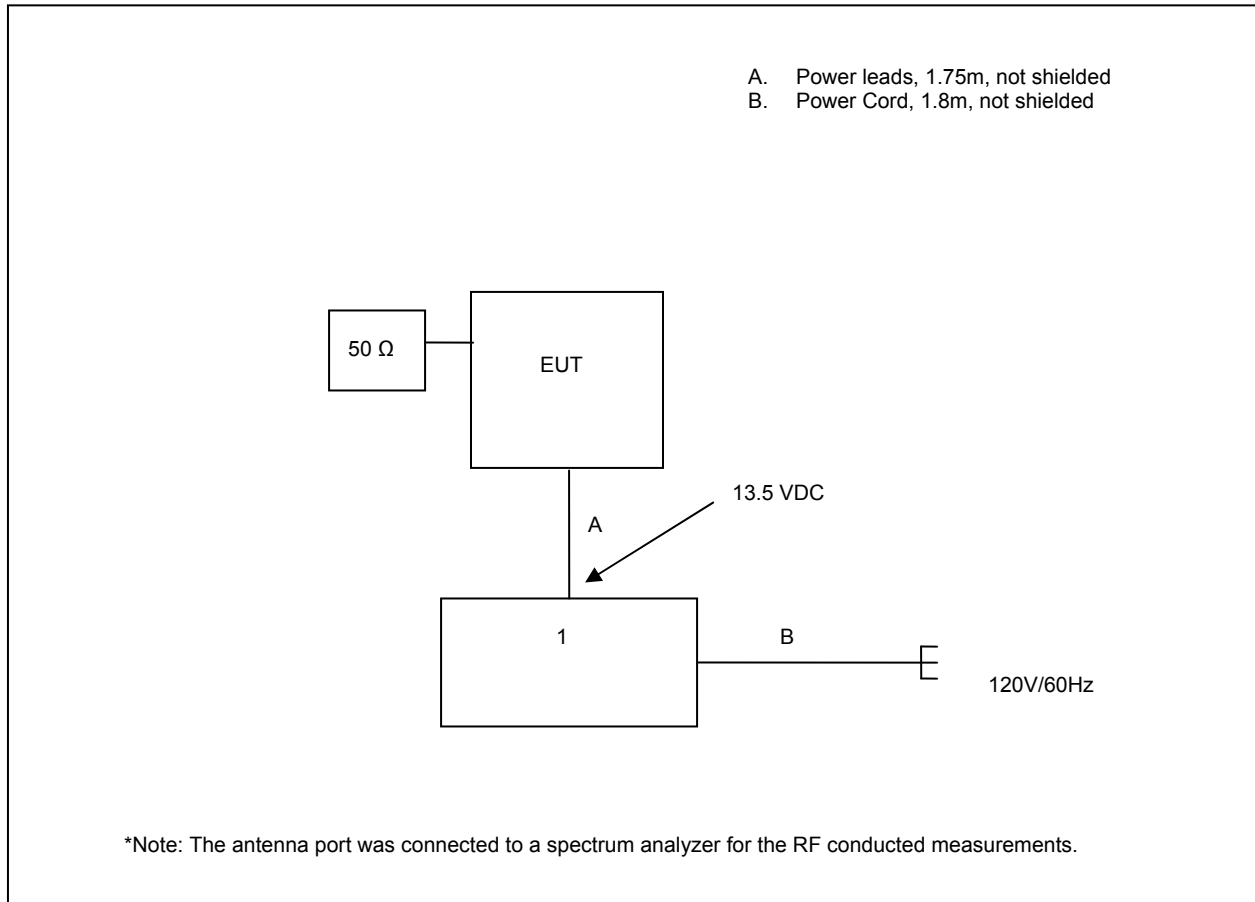 A. Power leads, 1.75m, not shielded
B. Power Cord, 1.8m, not shielded
50 Ω
EUT
13.5 VDC
A
1
B
120V/60Hz
*Note: The antenna port was connected to a spectrum analyzer for the RF conducted measurements.